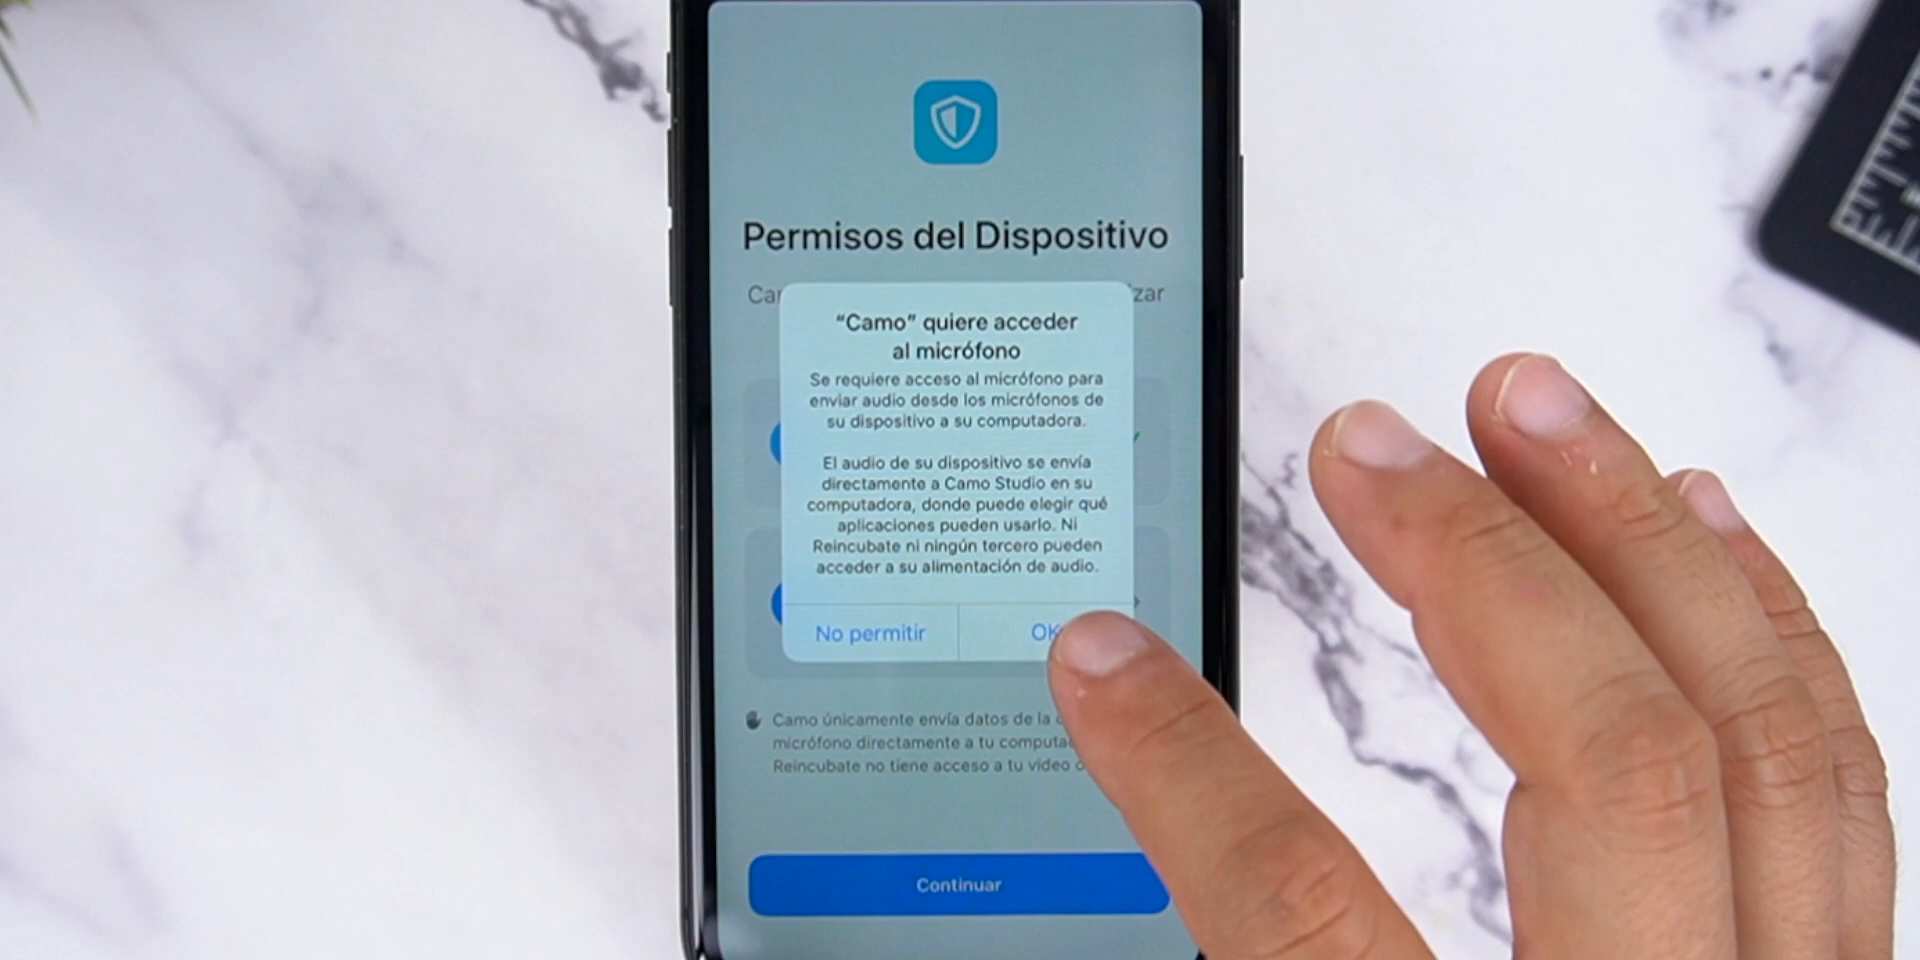 Permisos del Dispositivo
“Camo” quiere acceder
al micrófono
Se requiere acceso al micrófono para
enviar audio desde los micrófonos de
su dispositivo a su computadora.
El audio de su dispositivo se envía
directamente a Camo Studio en su
computadora, donde puede elegir qué
aplicaciones pueden usarlo. Ni
Reincubate ni ningún tercero pueden
acceder a su alimentación de audio.
No permitir
OK
Camo únicamente envía datos de la
micrófono directamente a tu
Reincubate no tiene acceso a tu video
Continuar